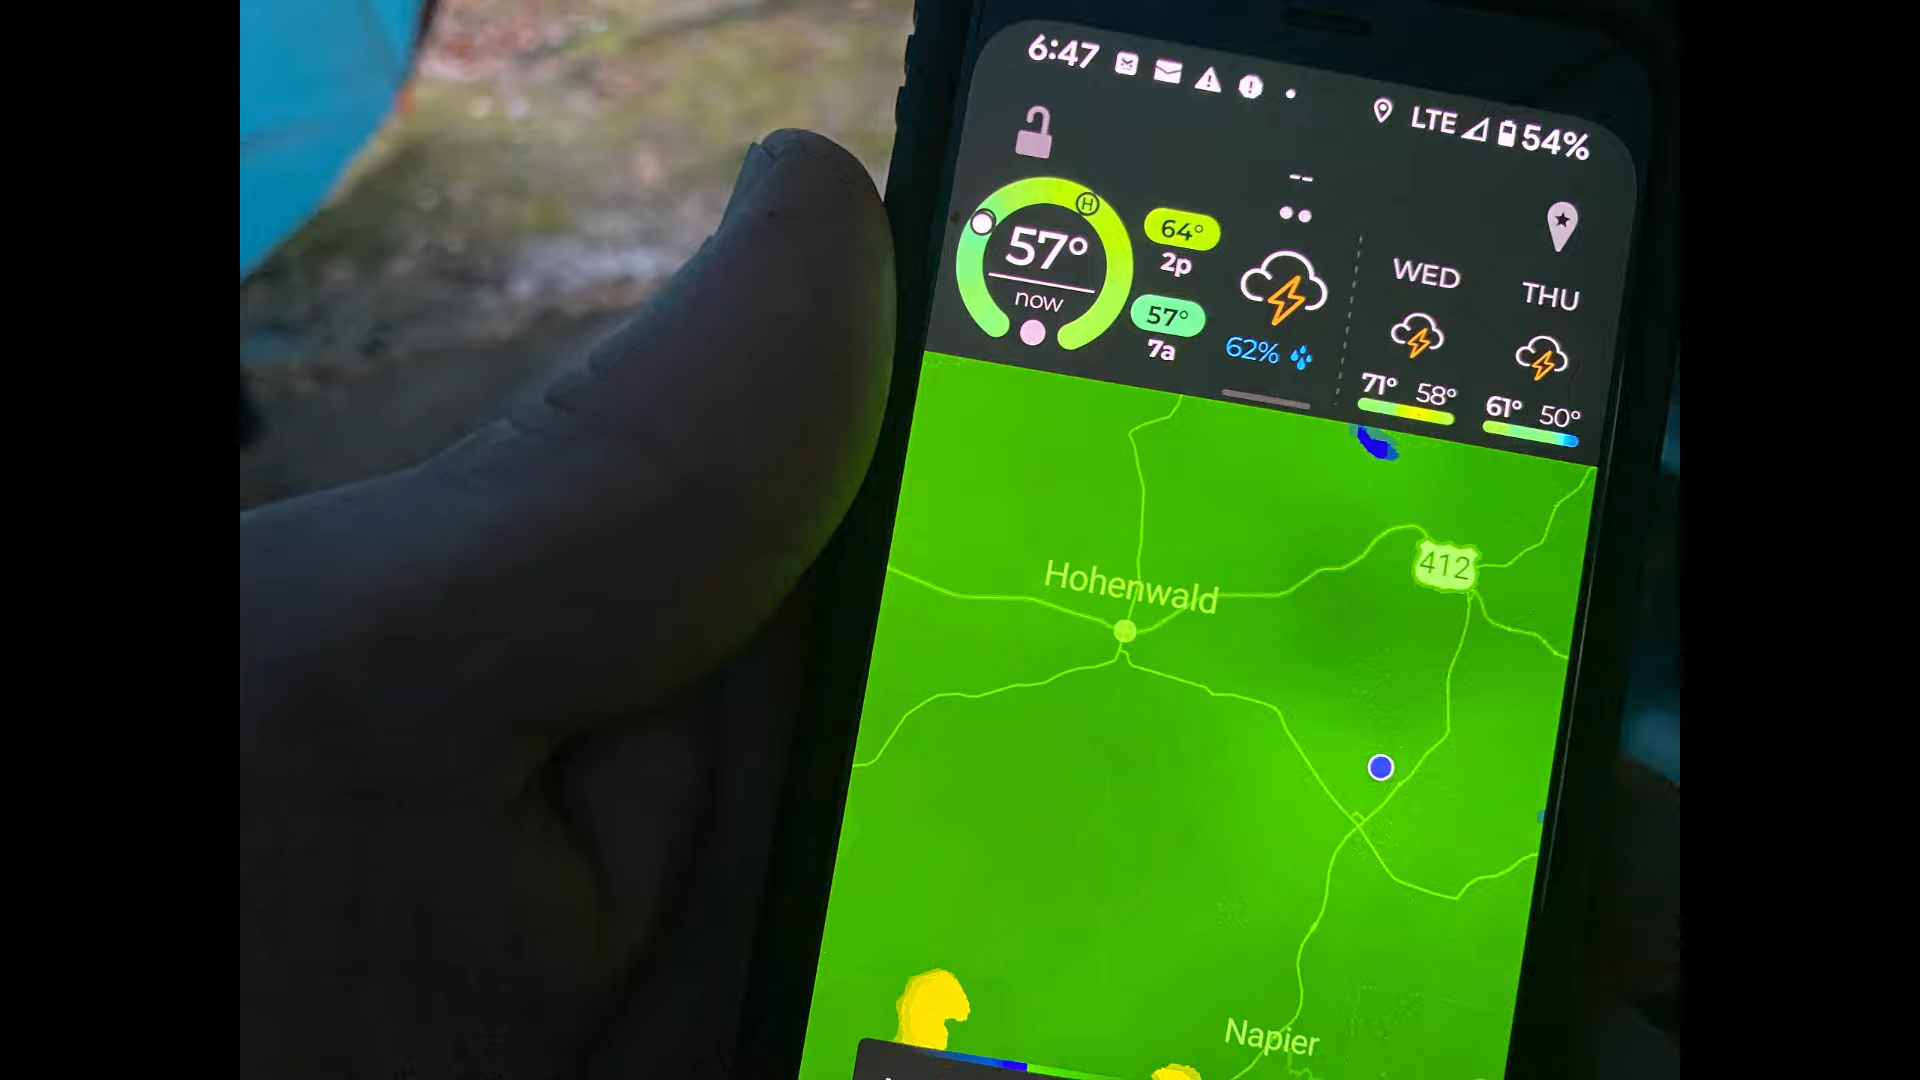 6:47
LTE 54%
--
H
57°
now
64°
2p
57°
7a
62%
WED
71° 58°
THU
61° 50°
412
Hohenwald
Napier